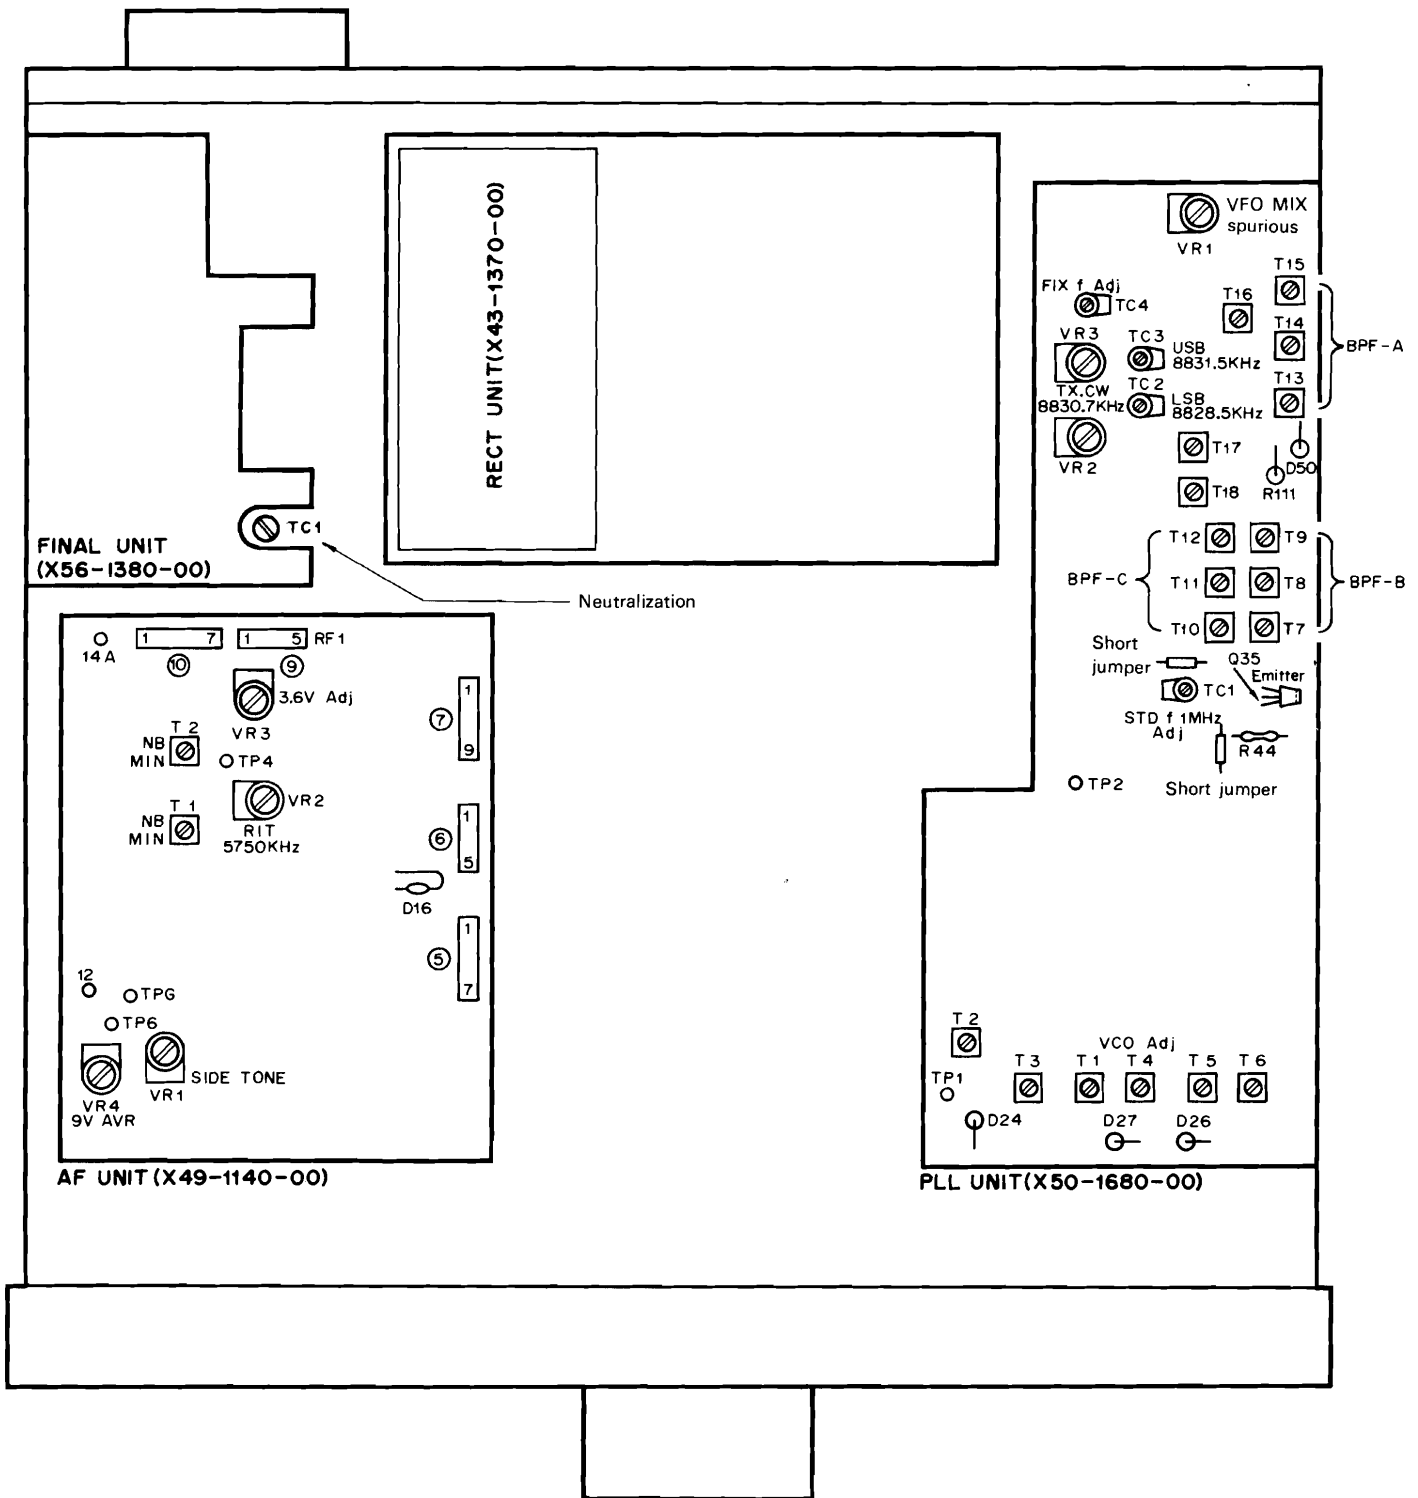 RECT UNIT(X43-1370-00)
FINAL UNIT
(X56-1380-00)
TC1
Neutralization
14A
1 7
10
1 5
RF1
9
3.6V Adj
VR3
1
9
7
T2
NB
MIN
TP4
VR2
RIT
5750KHz
T1
NB
MIN
1
5
6
D16
1
7
5
12
TPG
TP6
SIDE TONE
VR1
VR4
9V AVR
AF UNIT(X49-1140-00)
VFO MIX
spurious
VR1
T15
FIX f Adj
TC4
T16
T14
BPF-A
VR3
TC3
USB
8831.5KHz
T13
TX.CW
8830.7KHz
TC2
LSB
8828.5KHz
VR2
T17
D50
T18
R111
T12
T9
BPF-C
T11
T8
BPF-B
T10
T7
Short
jumper
Q35
Emitter
TC1
STD f 1MHz
Adj
R44
Short jumper
TP2
T2
VCO Adj
T3
T1
T4
T5
T6
TP1
D24
D27
D26
PLL UNIT(X50-1680-00)